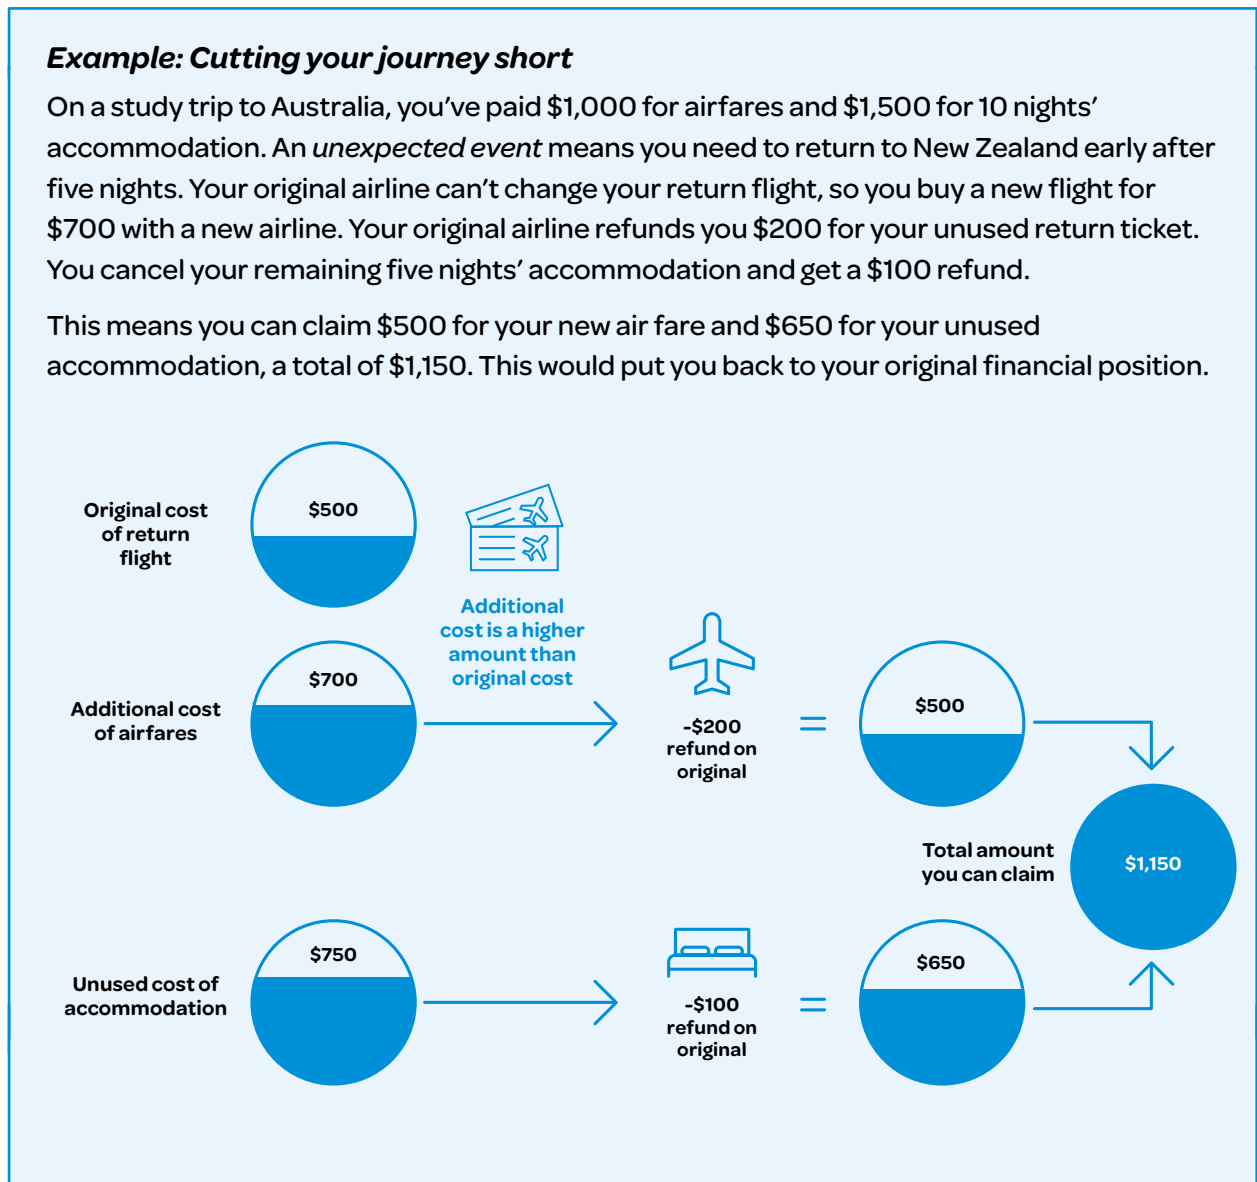 Example: Cutting your journey short
On a study trip to Australia, you’ve paid $1,000 for airfares and $1,500 for 10 nights’
accommodation. An unexpected event means you need to return to New Zealand early after
five nights. Your original airline can’t change your return flight, so you buy a new flight for
$700 with a new airline. Your original airline refunds you $200 for your unused return ticket.
You cancel your remaining five nights’ accommodation and get a $100 refund.
This means you can claim $500 for your new air fare and $650 for your unused
accommodation, a total of $1,150. This would put you back to your original financial position.
Original cost
of return
flight
$500
Additional
cost is a higher
amount than
original cost
Additional cost
of airfares
$700
-$200
refund on
original
=
$500
Total amount
you can claim
$1,150
Unused cost of
accommodation
$750
-$100
refund on
original
=
$650